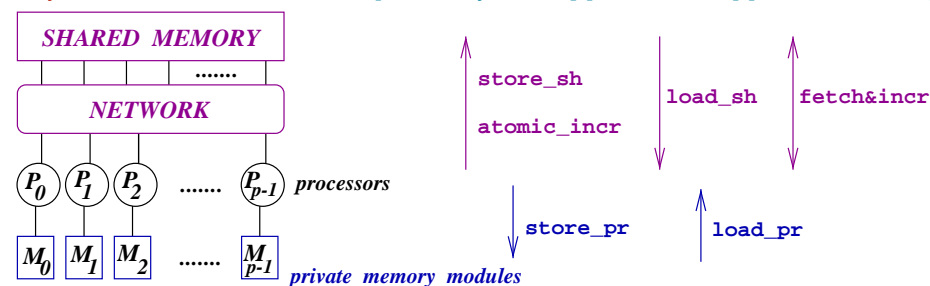 SHARED MEMORY
.......
NETWORK
P0 P1 P2 ....... Pp-1 processors
M0 M1 M2 ....... Mp-1
private memory modules
store_sh
atomic_incr
load_sh
fetch&incr
store_pr
load_pr